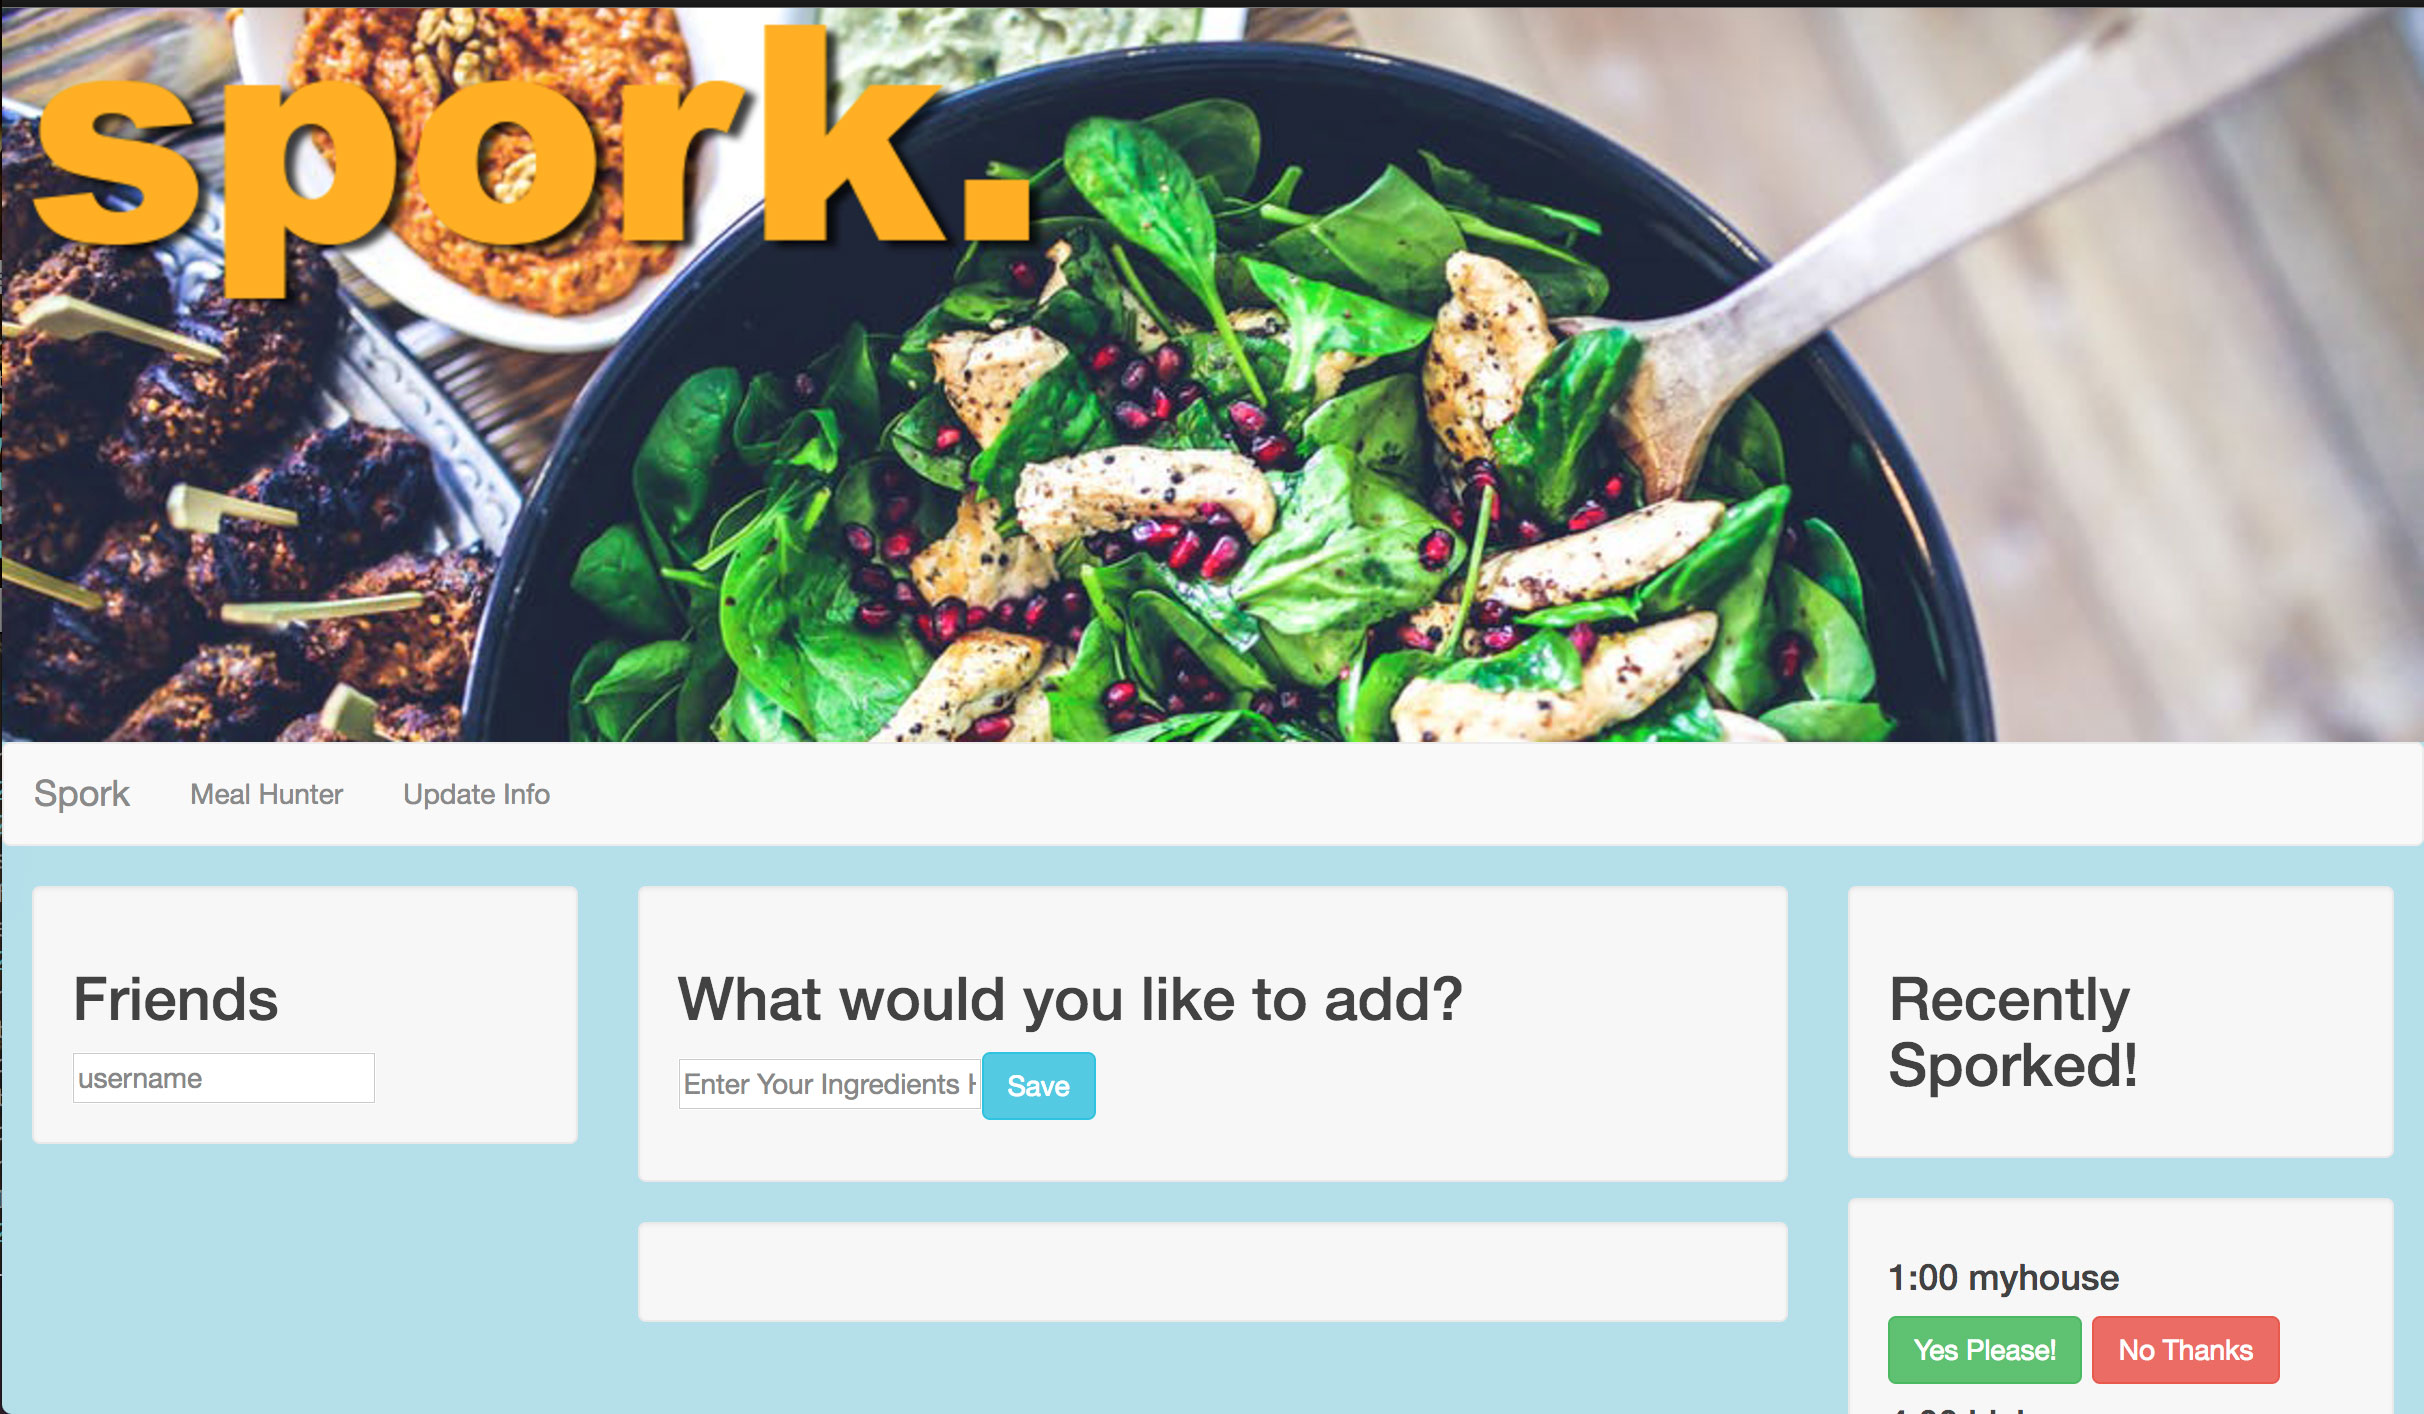 spork.
Spork Meal Hunter Update Info
Friends
username
What would you like to add?
Enter Your Ingredients
Save
Recently
Sporked!
1:00 myhouse
Yes Please! No Thanks